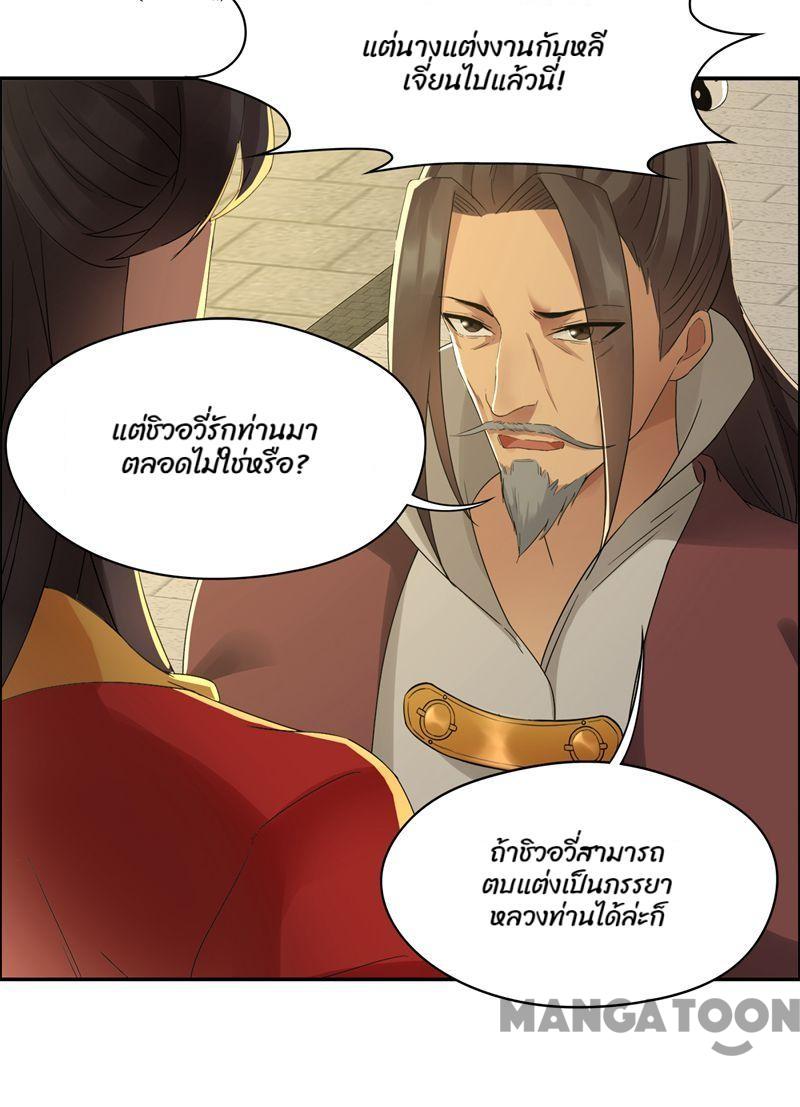 แต่นางแต่งงานกับหลี
เจี่ยนไปแล้วนี่!
แต่ชิวอวี่รักท่านมา
ตลอดไม่ใช่หรือ?
ถ้าชิวอวี่สามารถ
ตบแต่งเป็นภรรยา
หลวงท่านได้ล่ะก็
MANGATOON